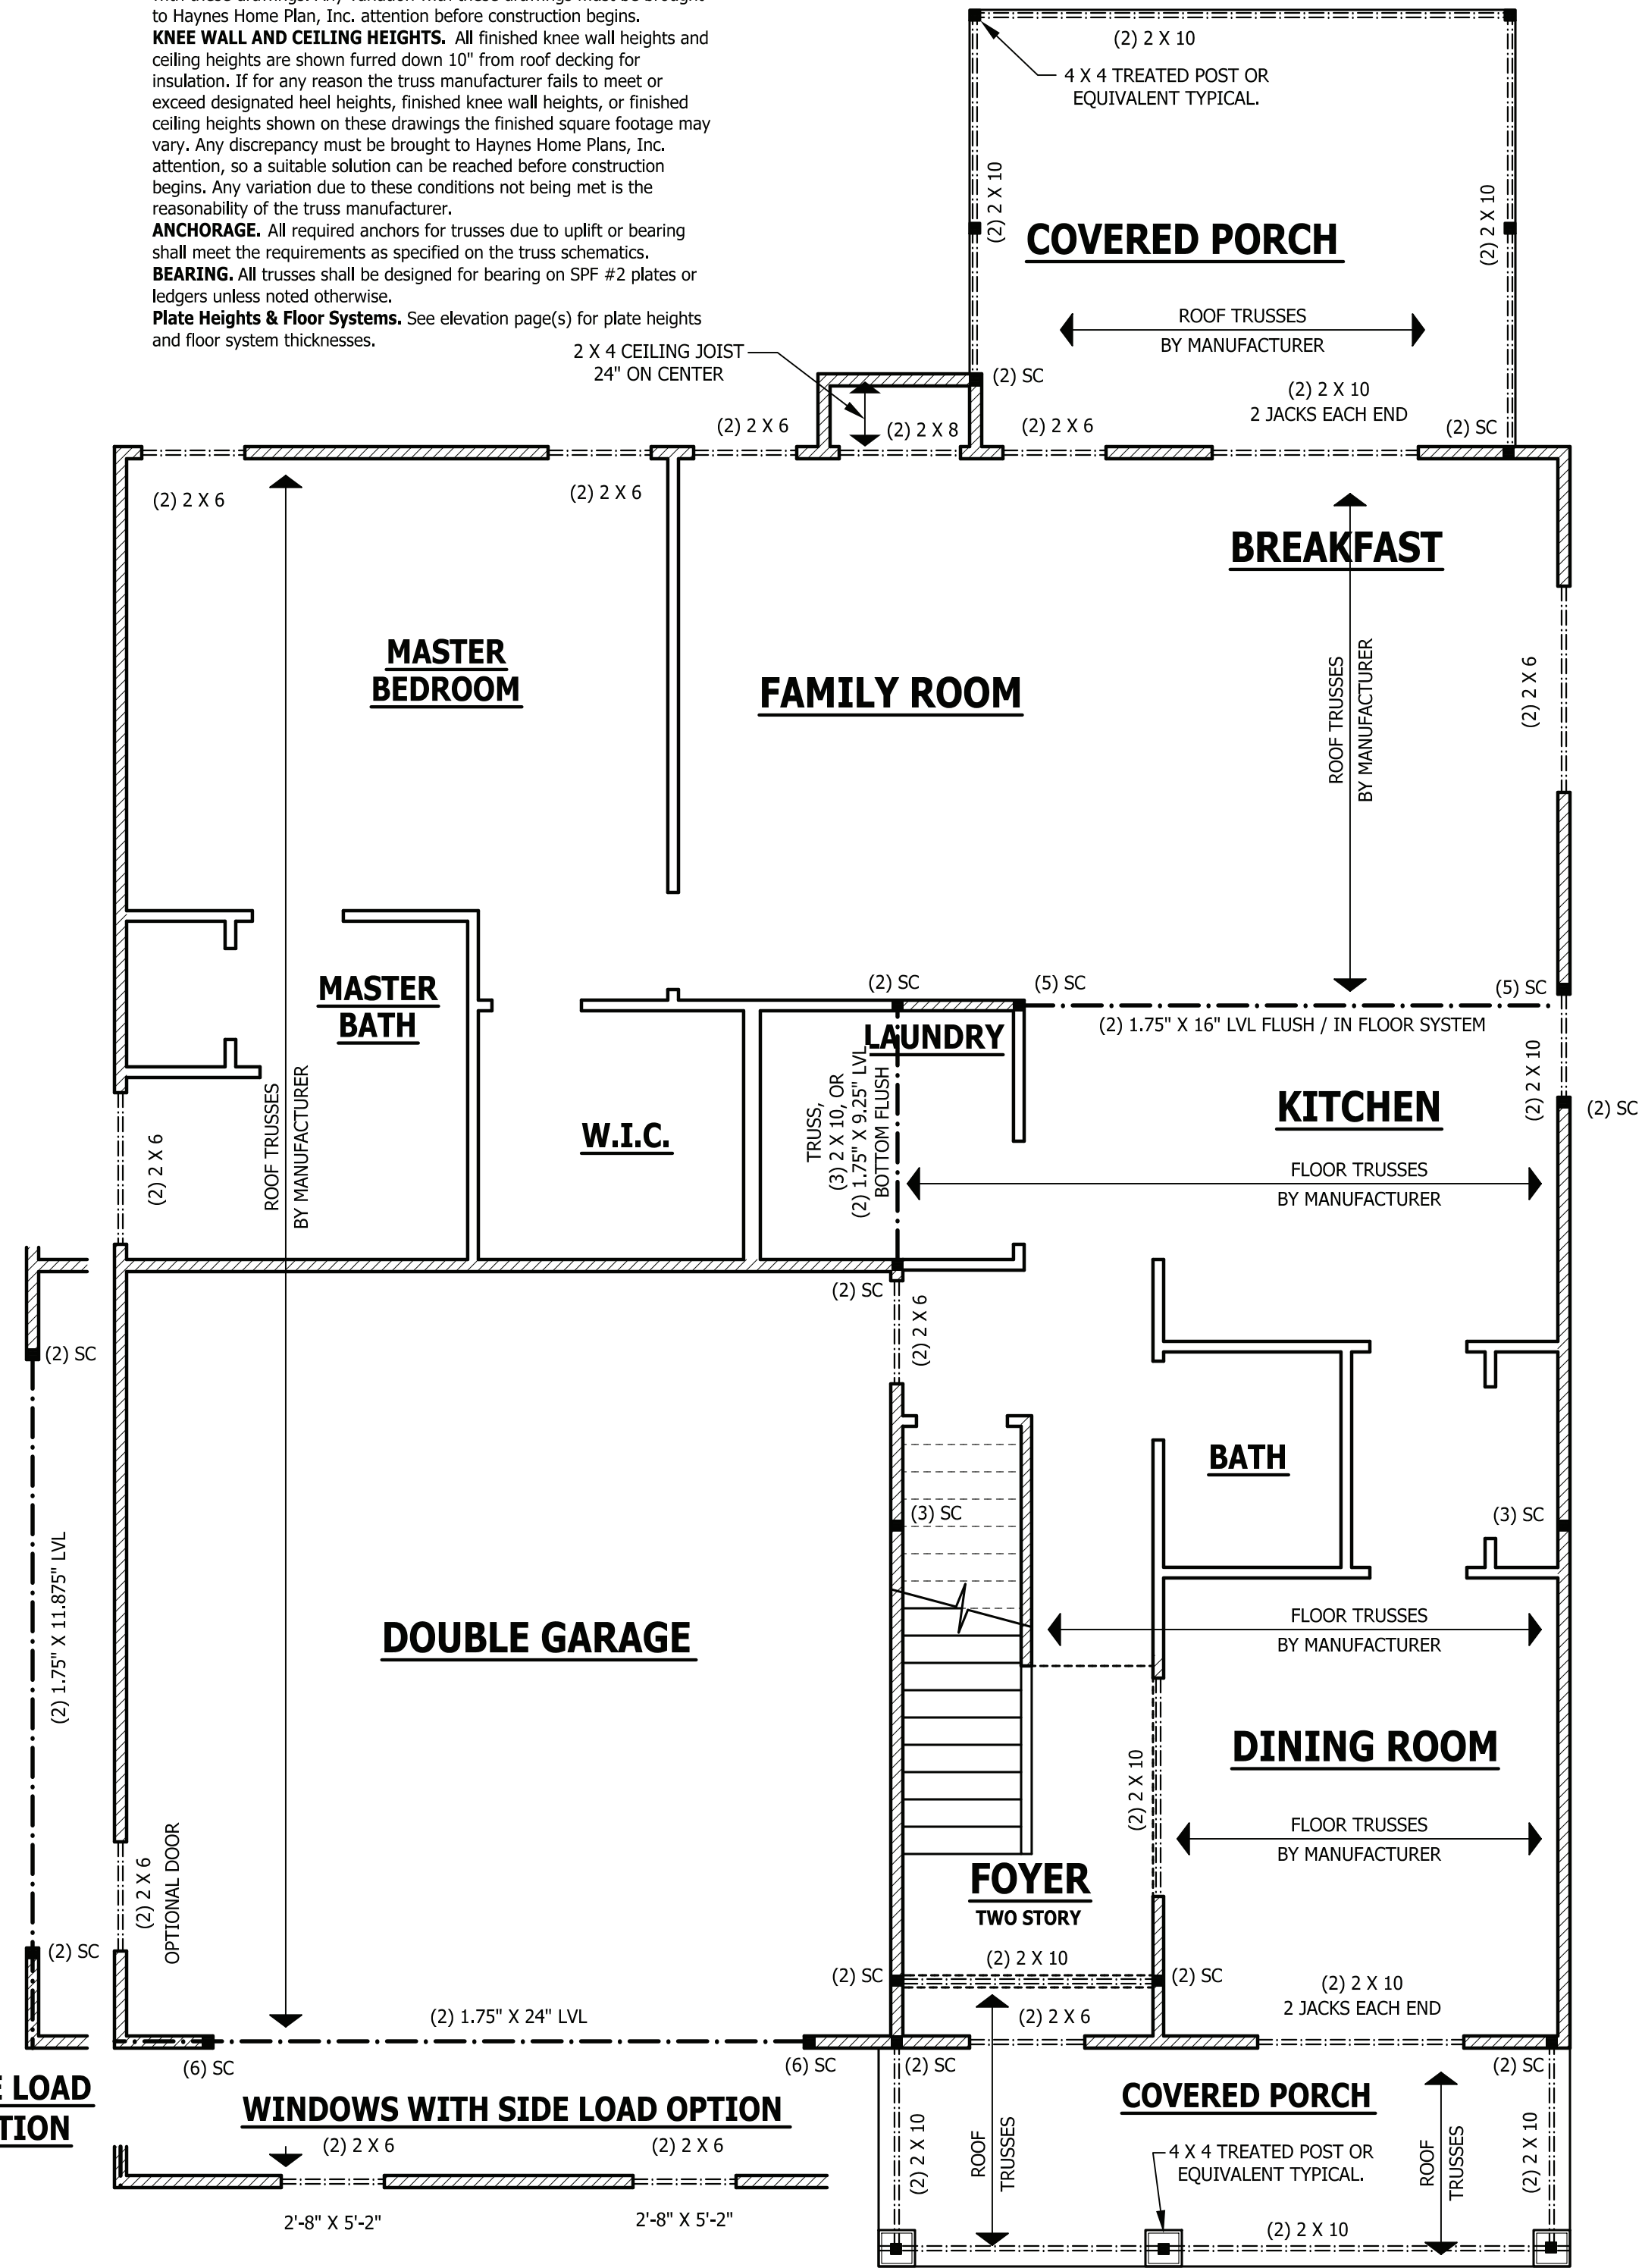 to Haynes Home Plan, Inc. attention before construction begins.
KNEE WALL AND CEILING HEIGHTS. All finished knee wall heights and
ceiling heights are shown furred down 10" from roof decking for
insulation. If for any reason the truss manufacturer fails to meet or
exceed designated heel heights, finished knee wall heights, or finished
ceiling heights shown on these drawings the finished square footage may
vary. Any discrepancy must be brought to Haynes Home Plans, Inc.
attention, so a suitable solution can be reached before construction
begins. Any variation due to these conditions not being met is the
reasonability of the truss manufacturer.
ANCHORAGE. All required anchors for trusses due to uplift or bearing
shall meet the requirements as specified on the truss schematics.
BEARING. All trusses shall be designed for bearing on SPF #2 plates or
ledgers unless noted otherwise.
Plate Heights & Floor Systems. See elevation page(s) for plate heights
and floor system thicknesses.
(2) 2 X 10
4 X 4 TREATED POST OR
EQUIVALENT TYPICAL.
(2) 2 X 10
(2) 2 X 10
COVERED PORCH
ROOF TRUSSES
BY MANUFACTURER
2 X 4 CEILING JOIST
24" ON CENTER
(2) SC
(2) 2 X 10
2 JACKS EACH END
(2) 2 X 6
(2) 2 X 8
(2) 2 X 6
(2) SC
(2) 2 X 6
(2) 2 X 6
BREAKFAST
MASTER
BEDROOM
FAMILY ROOM
ROOF TRUSSES
BY MANUFACTURER
(2) 2 X 6
MASTER
BATH
(2) SC
(5) SC
(5) SC
(2) 1.75" X 16" LVL FLUSH / IN FLOOR SYSTEM
LAUNDRY
TRUSS,
(3) 2 X 10, OR
(2) 1.75" X 9.25" LVL
BOTTOM FLUSH
KITCHEN
(2) 2 X 10
(2) SC
ROOF TRUSSES
BY MANUFACTURER
(2) 2 X 6
W.I.C.
FLOOR TRUSSES
BY MANUFACTURER
(2) SC
(2) 2 X 6
(2) SC
BATH
(3) SC
(3) SC
(2) 1.75" X 11.875" LVL
DOUBLE GARAGE
FLOOR TRUSSES
BY MANUFACTURER
DINING ROOM
(2) 2 X 10
FLOOR TRUSSES
BY MANUFACTURER
(2) 2 X 6
OPTIONAL DOOR
FOYER
TWO STORY
(2) SC
(2) 2 X 10
(2) SC
(2) SC
(2) 2 X 10
2 JACKS EACH END
(2) 1.75" X 24" LVL
(2) 2 X 6
(6) SC
(6) SC
(2) SC
(2) SC
LOAD
WINDOWS WITH SIDE LOAD OPTION
COVERED PORCH
(2) 2 X 6
(2) 2 X 6
(2) 2 X 10
ROOF
TRUSSES
4 X 4 TREATED POST OR
EQUIVALENT TYPICAL.
ROOF
TRUSSES
(2) 2 X 10
2'-8" X 5'-2"
2'-8" X 5'-2"
(2) 2 X 10